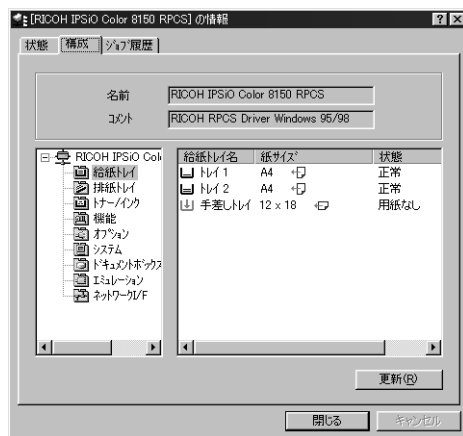 [RICOH IPSiO Color 8150 RPCS] の情報
状態 構成 ジョブ履歴
名前 RICOH IPSiO Color 8150 RPCS
コメント RICOH RPCS Driver Windows 95/98
RICOH IPSiO Col
給紙トレイ
排紙トレイ
トナー/インク
機能
オプション
システム
ドキュメントボックス
エミュレーション
ネットワークI/F
給紙トレイ名 紙サイズ 状態
トレイ 1 A4 正常
トレイ 2 A4 正常
手差しトレイ 12 x 18 用紙なし
更新(R)
閉じる キャンセル